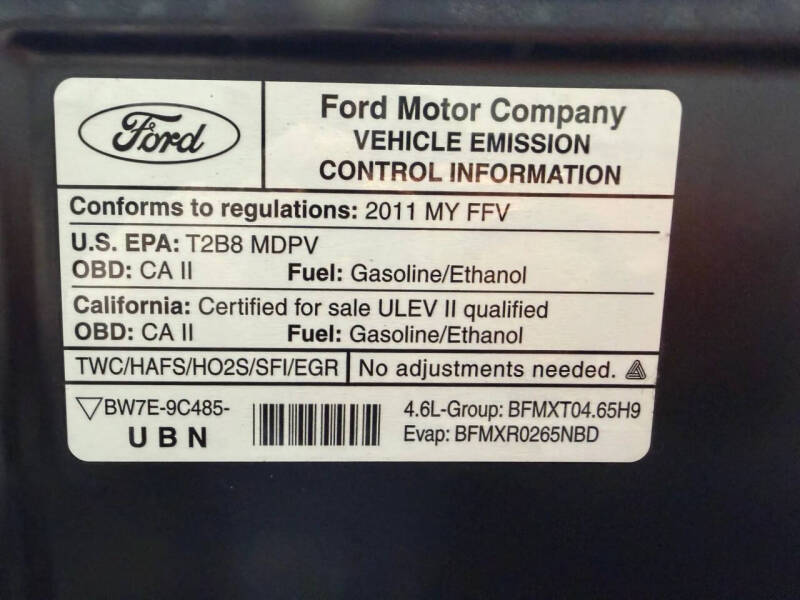 Ford
Ford Motor Company
VEHICLE EMISSION
CONTROL INFORMATION
Conforms to regulations: 2011 MY FFV
U.S. EPA: T2B8 MDPV
OBD: CA II Fuel: Gasoline/Ethanol
California: Certified for sale ULEV II qualified
OBD: CA II Fuel: Gasoline/Ethanol
TWC/HAFS/HO2S/SFI/EGR No adjustments needed.
BW7E-9C485-
UBN
4.6L-Group: BFMXT04.65H9
Evap: BFMXR0265NBD